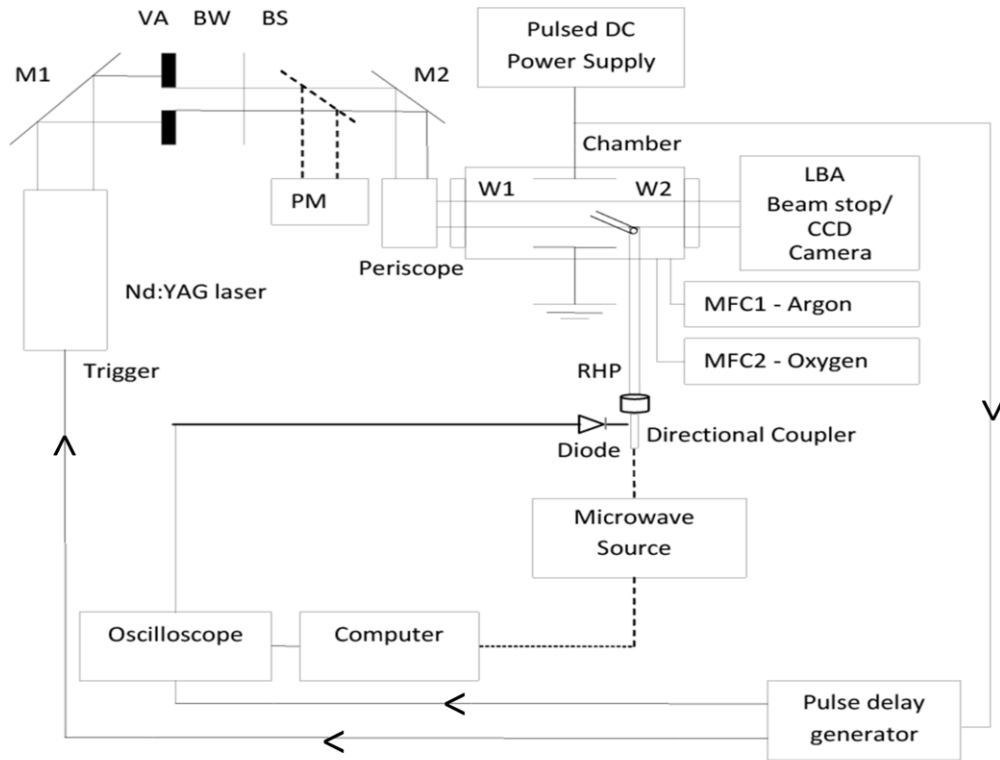 VA BW BS
Pulsed DC
Power Supply
M1
M2
Chamber
W1
W2
LBA
Beam stop/
CCD
Camera
PM
Periscope
Nd:YAG laser
MFC1 - Argon
MFC2 - Oxygen
Trigger
RHP
Directional Coupler
Diode
Microwave
Source
Oscilloscope
Computer
Pulse delay
generator